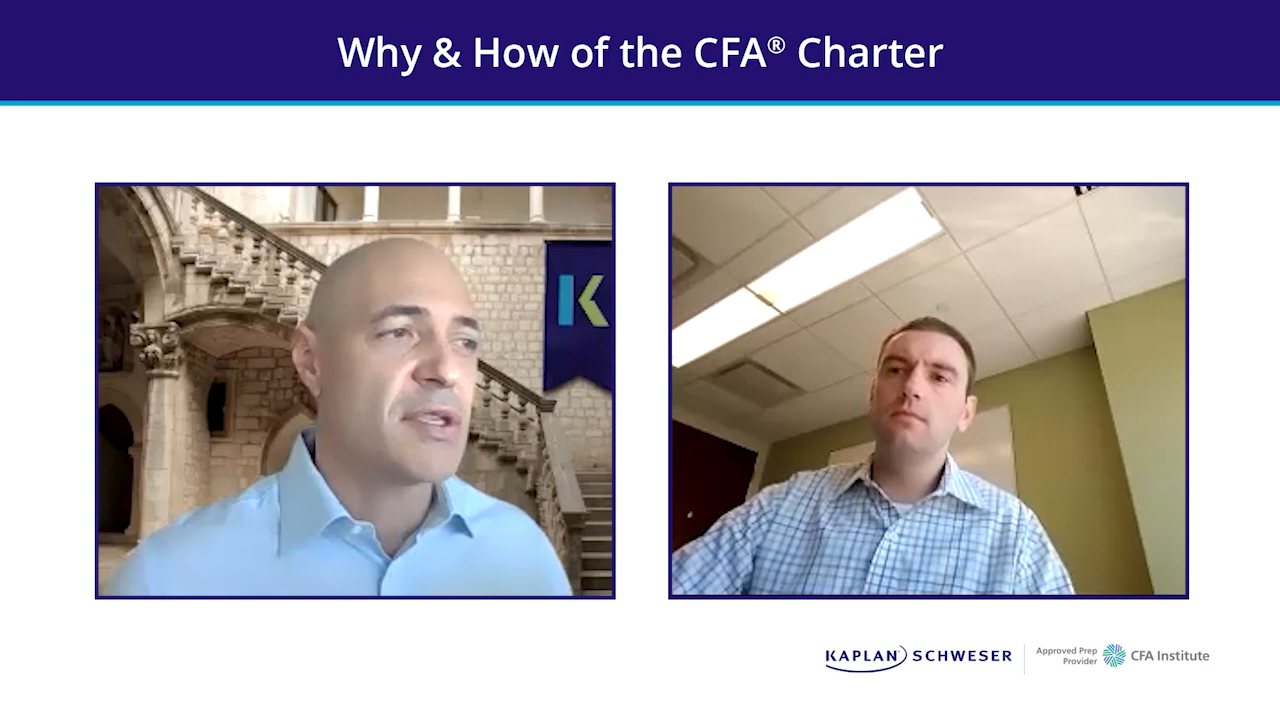 Why & How of the CFA® Charter
K
KAPLAN SCHWESER
Approved Prep
Provider
CFA Institute